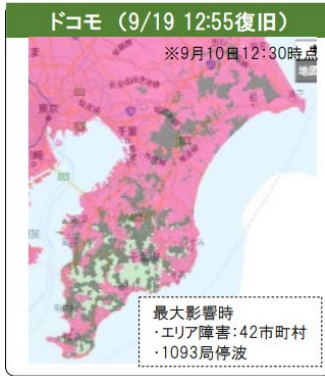 ドコモ（9/19 12:55復旧）
※9月10日12:30時点
地図
東京
千葉
最大影響時
・エリア障害：42市町村
・1093局停波